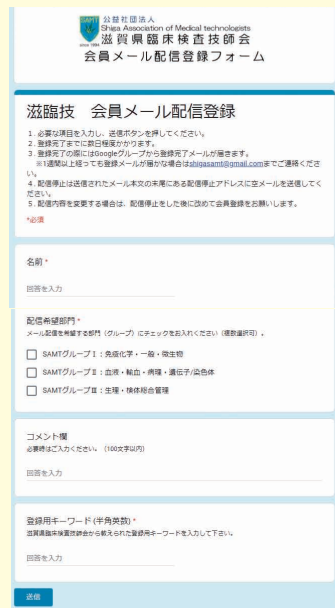 SAMT
since 1954
公益社団法人
Shiga Association of Medical technologists
滋賀県臨床検査技師会
会員メール配信登録フォーム
滋臨技　会員メール配信登録
1．必要な項目を入力し、送信ボタンを押してください。
2．登録完了までに数日程度かかります。
3．登録完了の際にはGoogleグループから登録完了メールが届きます。
※1週間以上経っても登録メールが届かな場合はshigasamt@gmail.comまでご連絡くださ
い。
4．配信停止は送信されたメール本文の末尾にある配信停止アドレスに空メールを送信してく
ださい。
5．配信内容を変更する場合は、配信停止をした後に改めて会員登録をお願いします。
*必須
名前 *
回答を入力
配信希望部門 *
メール配信を希望する部門（グループ）にチェックをお入れください（複数選択可）。
SAMTグループⅠ：免疫化学・一般・微生物
SAMTグループⅡ：血液・輸血・病理・遺伝子/染色体
SAMTグループⅢ：生理・検体総合管理
コメント欄
必要時はご入力ください。（100文字以内）
回答を入力
登録用キーワード (半角英数) *
滋賀県臨床検査技師会から教えられた登録用キーワードを入力して下さい。
回答を入力
送信